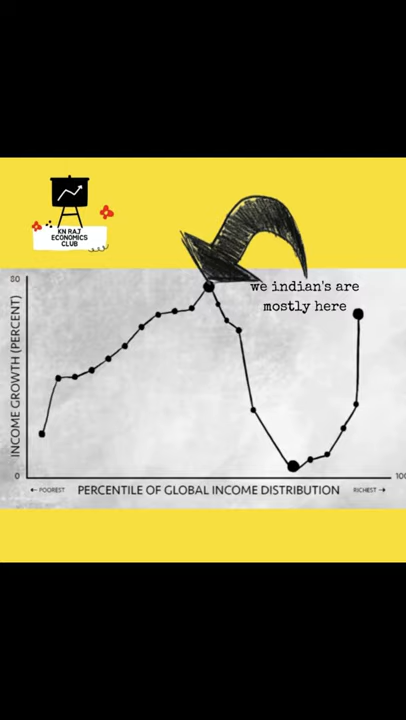 KN RAJ
ECONOMICS
CLUB
we indian's are
mostly here
80
INCOME GROWTH (PERCENT)
0
100
←POOREST
PERCENTILE OF GLOBAL INCOME DISTRIBUTION
RICHEST→